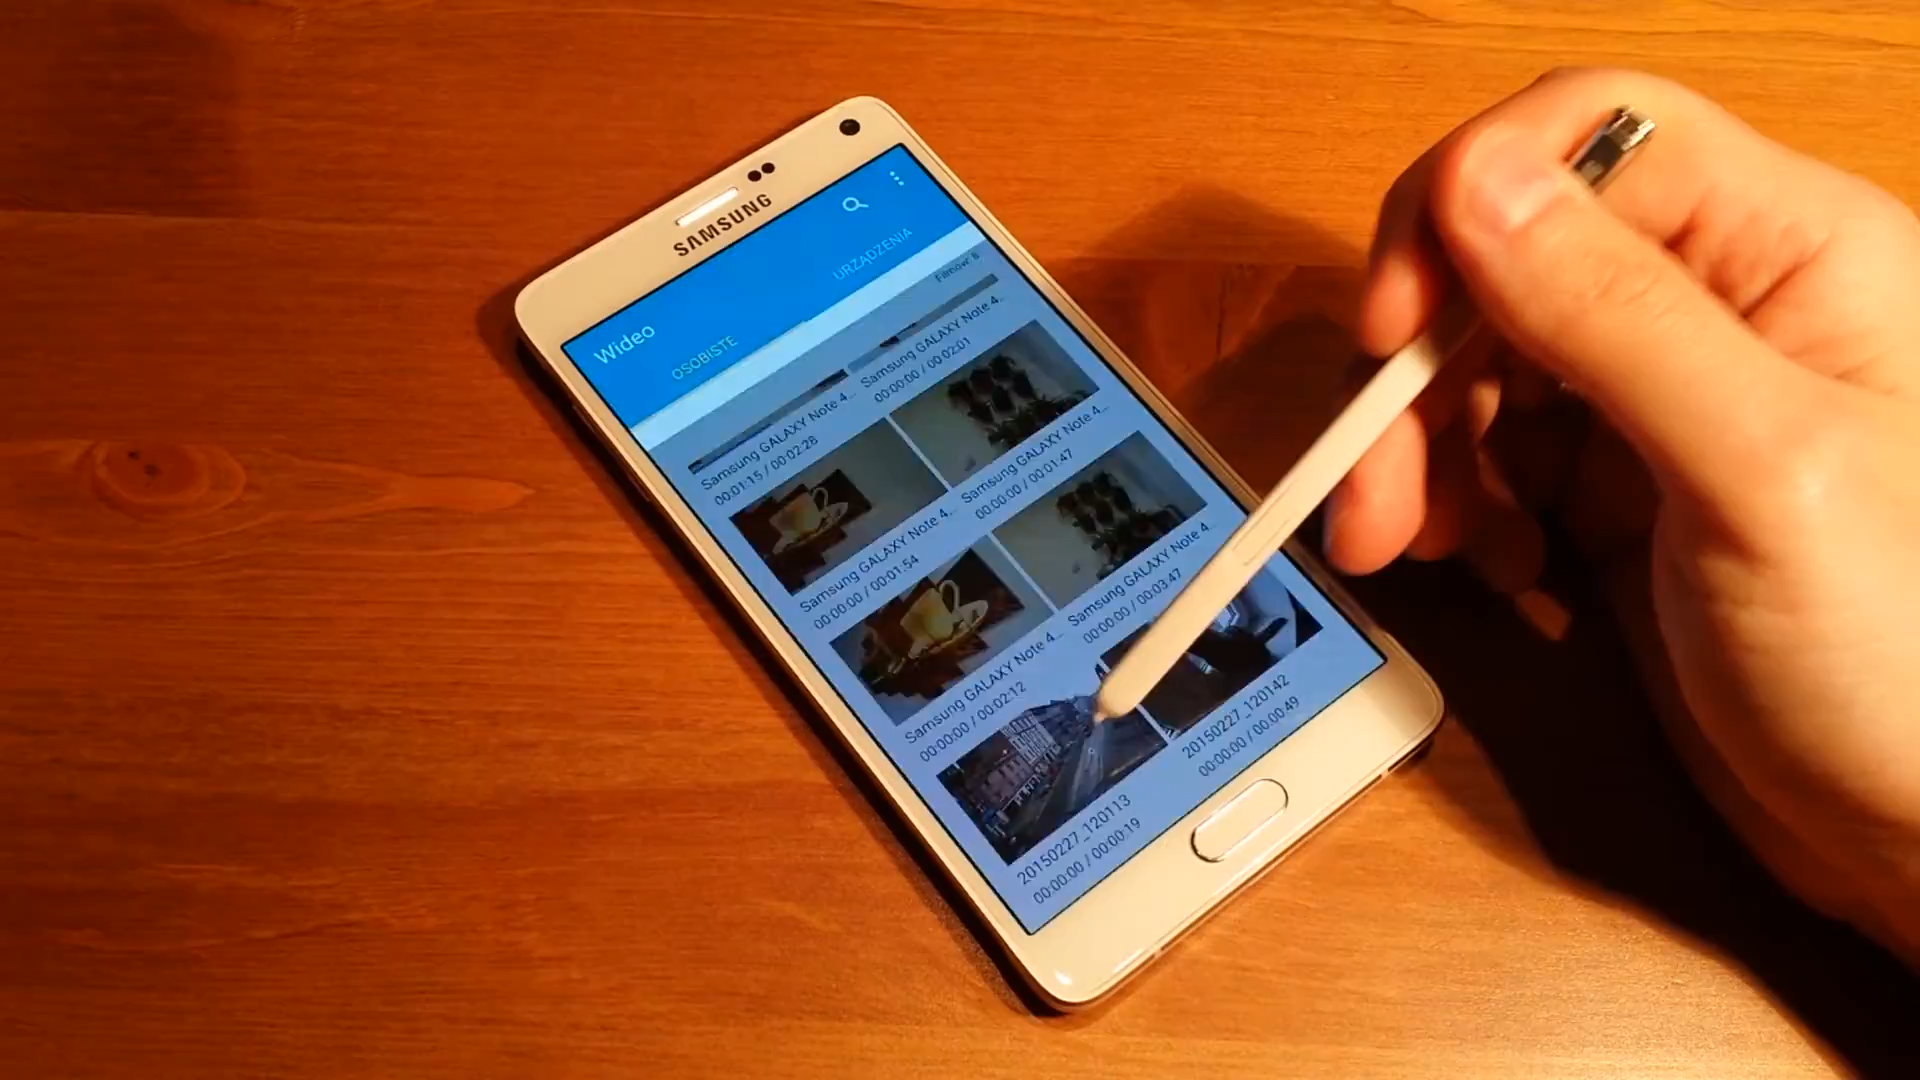 SAMSUNG
Wideo
OSOBISTE
URZĄDZENIA
Filmów: 8
Samsung GALAXY Note 4...
00:01:15 / 00:02:28
Samsung GALAXY Note 4...
00:00:00 / 00:02:01
Samsung GALAXY Note 4...
00:00:00 / 00:01:54
Samsung GALAXY Note 4...
00:00:00 / 00:01:47
Samsung GALAXY Note 4...
00:00:00 / 00:02:12
Samsung GALAXY Note 4...
00:00:00 / 00:03:47
20150227_120113
00:00:00 / 00:00:19
20150227_120142
00:00:00 / 00:00:49